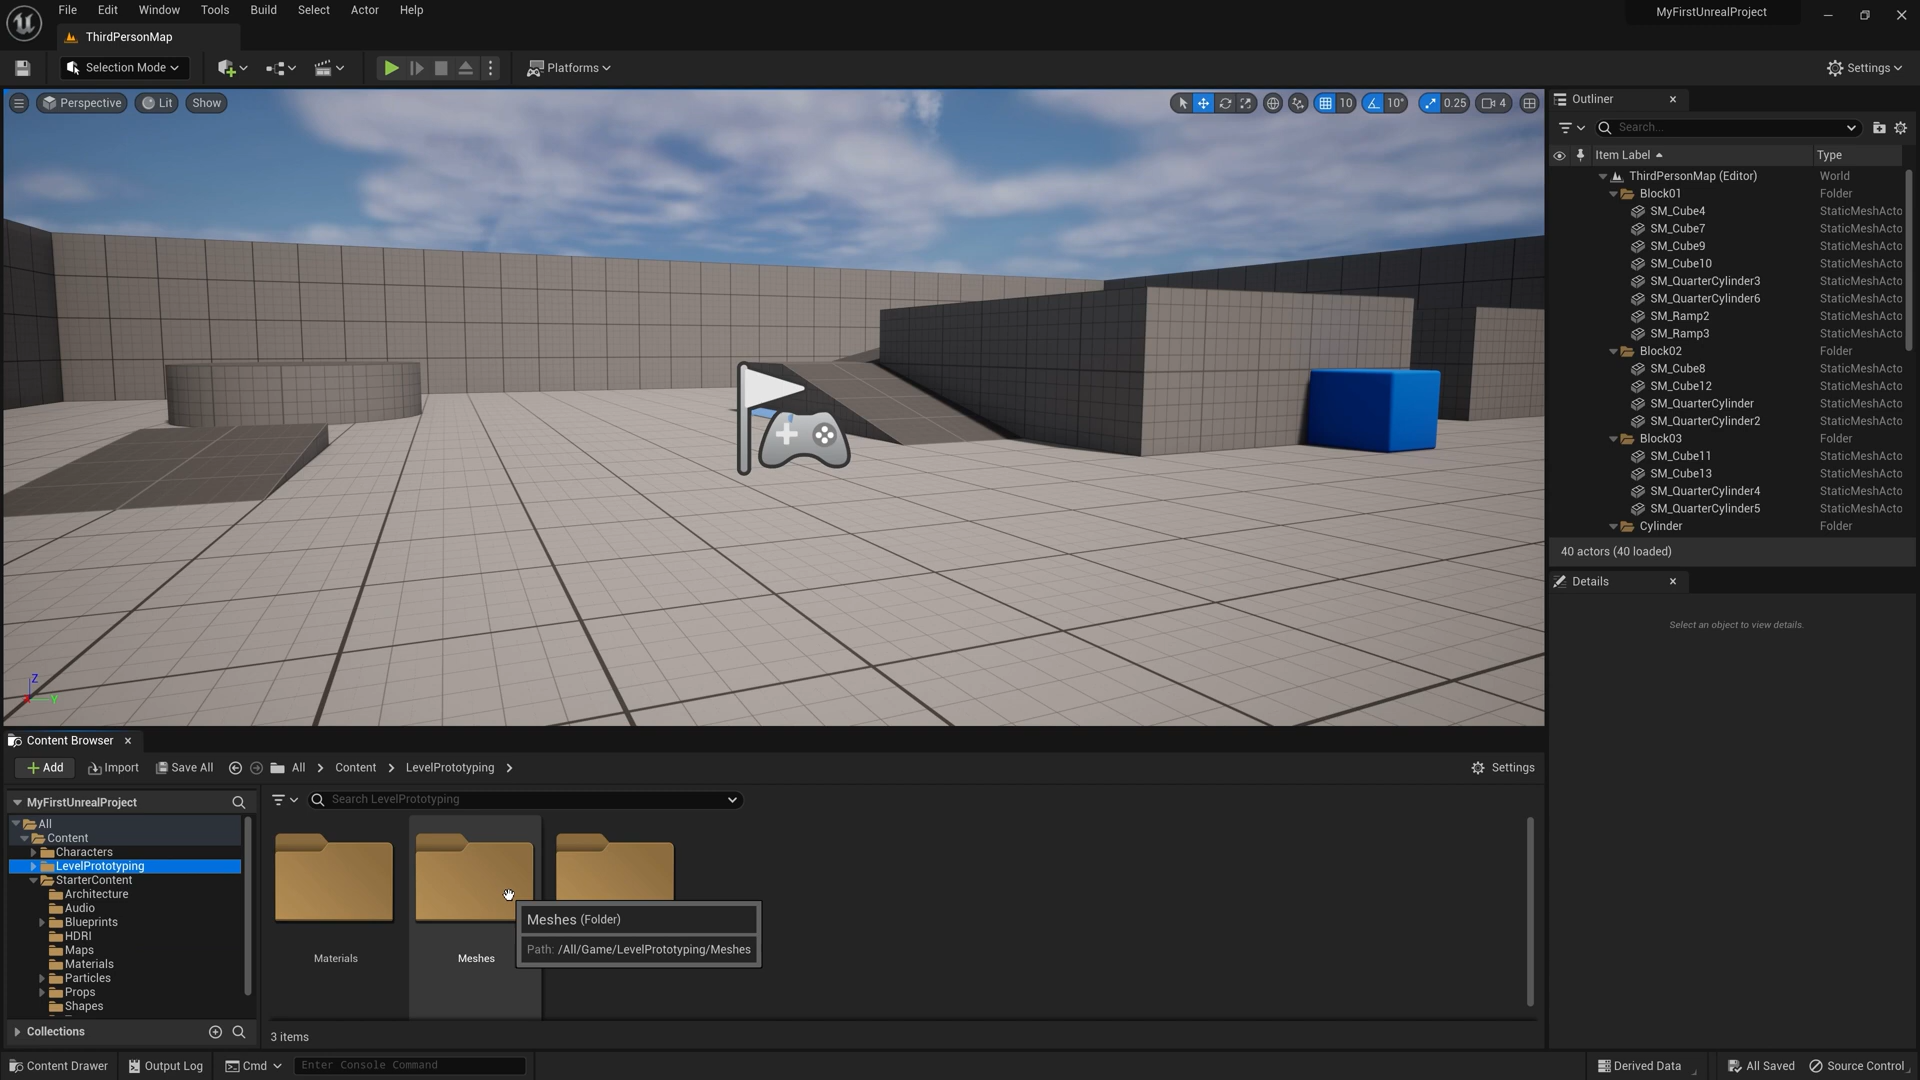 File Edit Window Tools Build Select Actor Help
MyFirstUnrealProject
ThirdPersonMap
Selection Mode
Platforms
Settings
Perspective Lit Show
10 10° 0.25 4
Outliner
Search...
Item Label Type
ThirdPersonMap (Editor) World
Block01 Folder
SM_Cube4 StaticMeshActo
SM_Cube7 StaticMeshActo
SM_Cube9 StaticMeshActo
SM_Cube10 StaticMeshActo
SM_QuarterCylinder3 StaticMeshActo
SM_QuarterCylinder6 StaticMeshActo
SM_Ramp2 StaticMeshActo
SM_Ramp3 StaticMeshActo
Block02 Folder
SM_Cube8 StaticMeshActo
SM_Cube12 StaticMeshActo
SM_QuarterCylinder StaticMeshActo
SM_QuarterCylinder2 StaticMeshActo
Block03 Folder
SM_Cube11 StaticMeshActo
SM_Cube13 StaticMeshActo
SM_QuarterCylinder4 StaticMeshActo
SM_QuarterCylinder5 StaticMeshActo
Cylinder Folder
40 actors (40 loaded)
Details
Select an object to view details.
Z
Y
Content Browser
Add Import Save All All Content LevelPrototyping Settings
MyFirstUnrealProject
All
Content
Characters
LevelPrototyping
StarterContent
Architecture
Audio
Blueprints
HDRI
Maps
Materials
Particles
Props
Shapes
Collections
Search LevelPrototyping
Materials
Meshes
Meshes (Folder)
Path: /All/Game/LevelPrototyping/Meshes
3 items
Content Drawer Output Log Cmd Enter Console Command Derived Data All Saved Source Control